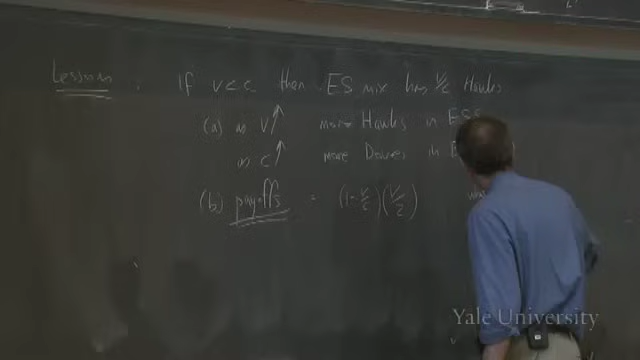 Lesson : If V<C then ES mix has V/C Hawks
(a) as V↑ more Hawks in ESS
as C↑ more Doves in
(b) payoffs = (1-V/C)(V/2)
Yale University